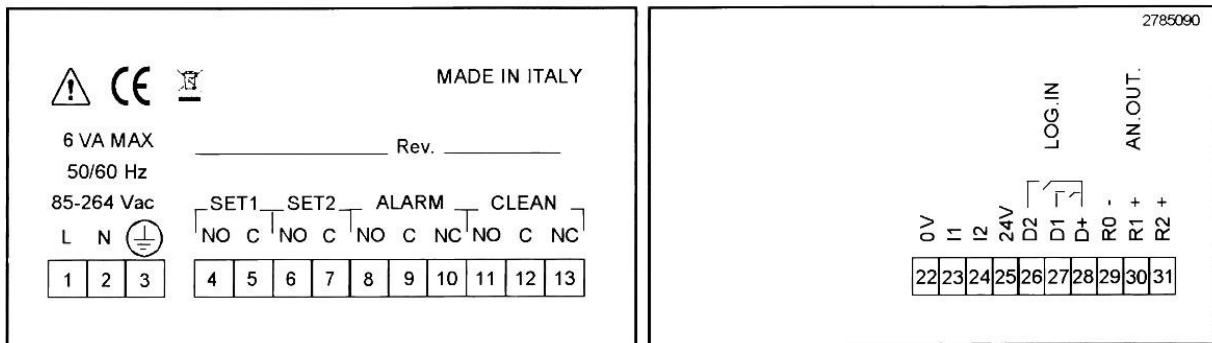 MADE IN ITALY
6 VA MAX
50/60 Hz
85-264 Vac
Rev.
SET1 SET2 ALARM CLEAN
L N NO C NO C NO C NC NO C NC
1 2 3 4 5 6 7 8 9 10 11 12 13
2785090
LOG.IN AN.OUT.
0V I1 I2 24V D2 D1 D+ R0 - R1 + R2 +
22 23 24 25 26 27 28 29 30 31